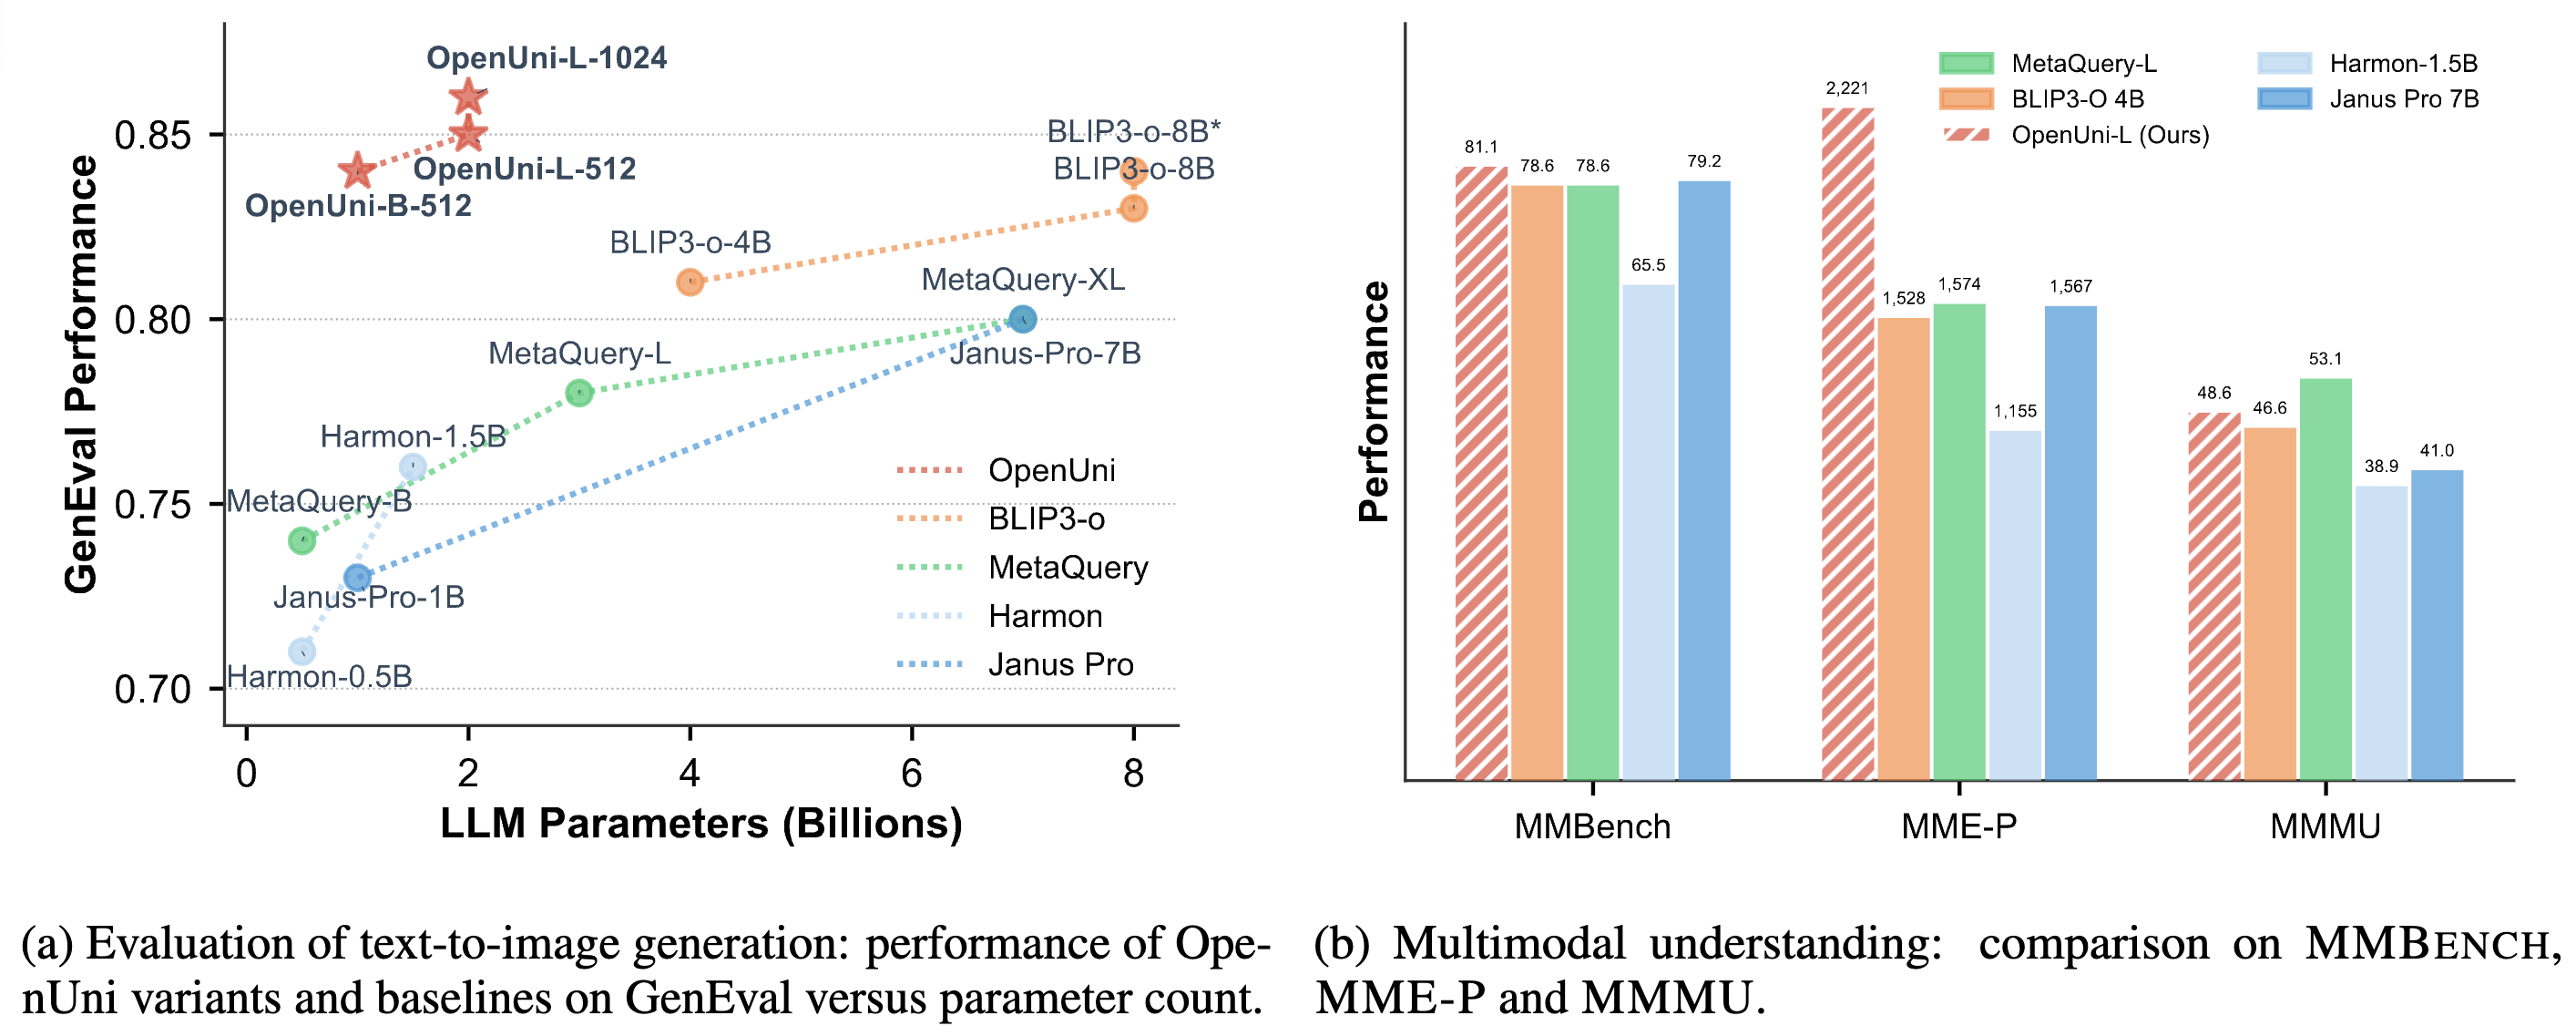 OpenUni-L-1024
0.85
BLIP3-o-8B*
OpenUni-L-512
BLIP3-o-8B
OpenUni-B-512
BLIP3-o-4B
MetaQuery-XL
0.80
MetaQuery-L
Janus-Pro-7B
Harmon-1.5B
MetaQuery-B
0.75
Janus-Pro-1B
Harmon-0.5B
0.70
GenEval Performance
OpenUni
BLIP3-o
MetaQuery
Harmon
Janus Pro
0 2 4 6 8
LLM Parameters (Billions)
MetaQuery-L
BLIP3-O 4B
OpenUni-L (Ours)
Harmon-1.5B
Janus Pro 7B
Performance
81.1 78.6 78.6 65.5 79.2
2,221 1,528 1,574 1,155 1,567
48.6 46.6 53.1 38.9 41.0
MMBench MME-P MMMU
(a) Evaluation of text-to-image generation: performance of Ope-
nUni variants and baselines on GenEval versus parameter count.
(b) Multimodal understanding: comparison on MMBENCH,
MME-P and MMMU.